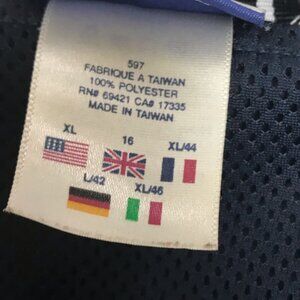 597
FABRIQUE A TAIWAN
100% POLYESTER
RN# 69421 CA# 17335
MADE IN TAIWAN
XL 16 XL/44
L/42 XL/46